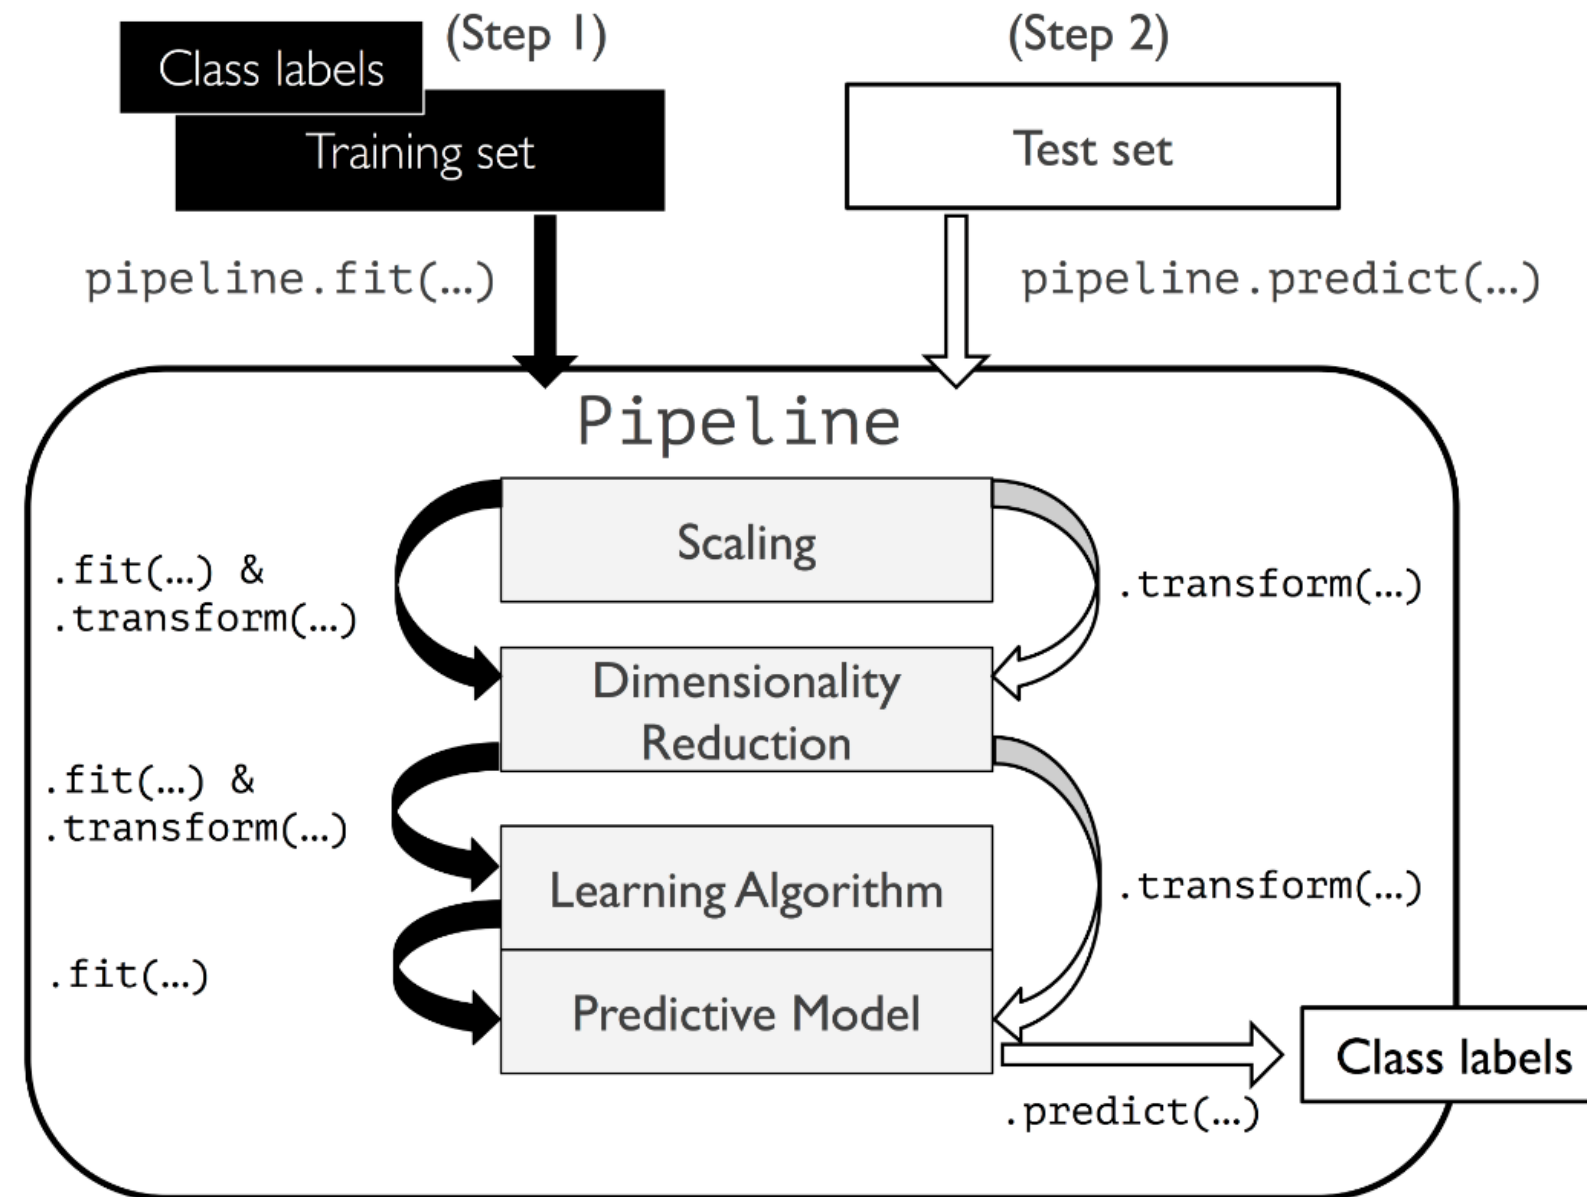 (Step 1)
(Step 2)
Class labels
Training set
Test set
pipeline.fit(...)
pipeline.predict(...)
Pipeline
Scaling
.fit(...) &
.transform(...)
.transform(...)
Dimensionality
Reduction
.fit(...) &
.transform(...)
Learning Algorithm
.transform(...)
.fit(...)
Predictive Model
Class labels
.predict(...)